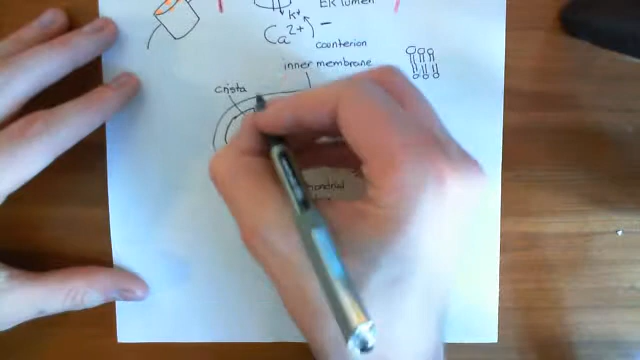 K+
ER lumen
Ca2+ −
counterion
inner membrane
crista